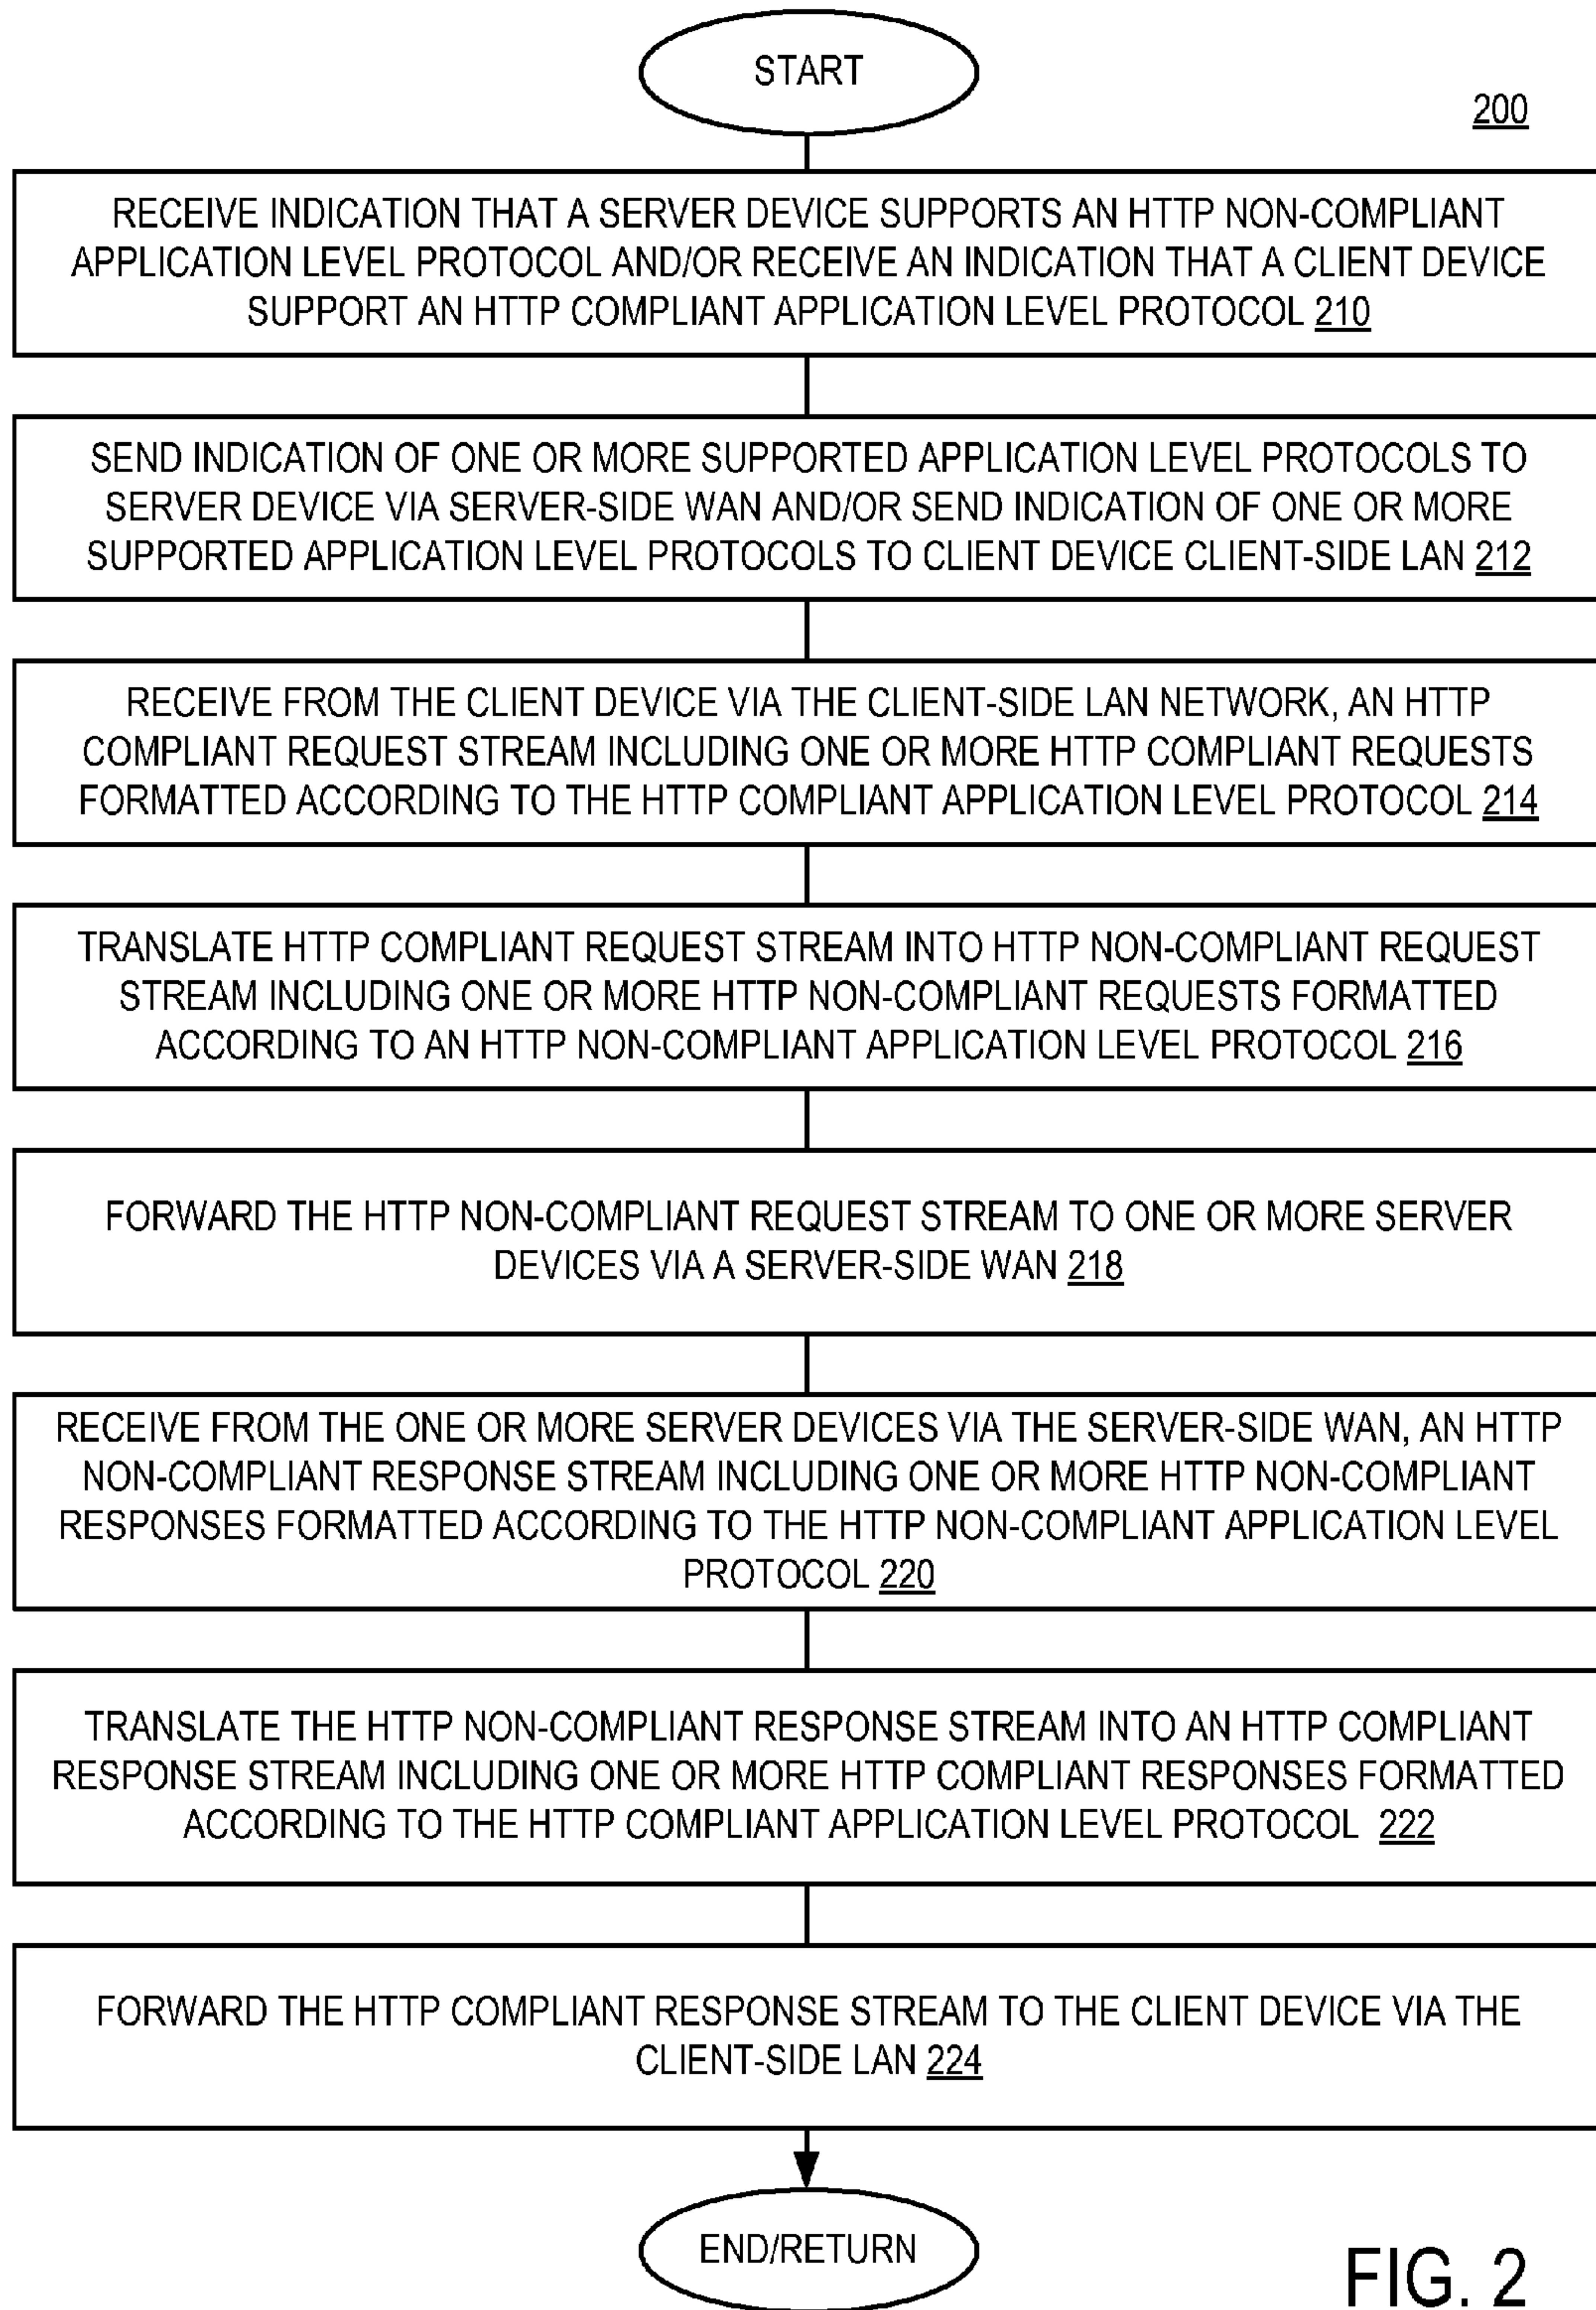 START
200
RECEIVE INDICATION THAT A SERVER DEVICE SUPPORTS AN HTTP NON-COMPLIANT
APPLICATION LEVEL PROTOCOL AND/OR RECEIVE AN INDICATION THAT A CLIENT DEVICE
SUPPORT AN HTTP COMPLIANT APPLICATION LEVEL PROTOCOL 210
SEND INDICATION OF ONE OR MORE SUPPORTED APPLICATION LEVEL PROTOCOLS TO
SERVER DEVICE VIA SERVER-SIDE WAN AND/OR SEND INDICATION OF ONE OR MORE
SUPPORTED APPLICATION LEVEL PROTOCOLS TO CLIENT DEVICE CLIENT-SIDE LAN 212
RECEIVE FROM THE CLIENT DEVICE VIA THE CLIENT-SIDE LAN NETWORK, AN HTTP
COMPLIANT REQUEST STREAM INCLUDING ONE OR MORE HTTP COMPLIANT REQUESTS
FORMATTED ACCORDING TO THE HTTP COMPLIANT APPLICATION LEVEL PROTOCOL 214
TRANSLATE HTTP COMPLIANT REQUEST STREAM INTO HTTP NON-COMPLIANT REQUEST
STREAM INCLUDING ONE OR MORE HTTP NON-COMPLIANT REQUESTS FORMATTED
ACCORDING TO AN HTTP NON-COMPLIANT APPLICATION LEVEL PROTOCOL 216
FORWARD THE HTTP NON-COMPLIANT REQUEST STREAM TO ONE OR MORE SERVER
DEVICES VIA A SERVER-SIDE WAN 218
RECEIVE FROM THE ONE OR MORE SERVER DEVICES VIA THE SERVER-SIDE WAN, AN HTTP
NON-COMPLIANT RESPONSE STREAM INCLUDING ONE OR MORE HTTP NON-COMPLIANT
RESPONSES FORMATTED ACCORDING TO THE HTTP NON-COMPLIANT APPLICATION LEVEL
PROTOCOL 220
TRANSLATE THE HTTP NON-COMPLIANT RESPONSE STREAM INTO AN HTTP COMPLIANT
RESPONSE STREAM INCLUDING ONE OR MORE HTTP COMPLIANT RESPONSES FORMATTED
ACCORDING TO THE HTTP COMPLIANT APPLICATION LEVEL PROTOCOL 222
FORWARD THE HTTP COMPLIANT RESPONSE STREAM TO THE CLIENT DEVICE VIA THE
CLIENT-SIDE LAN 224
END/RETURN
FIG. 2